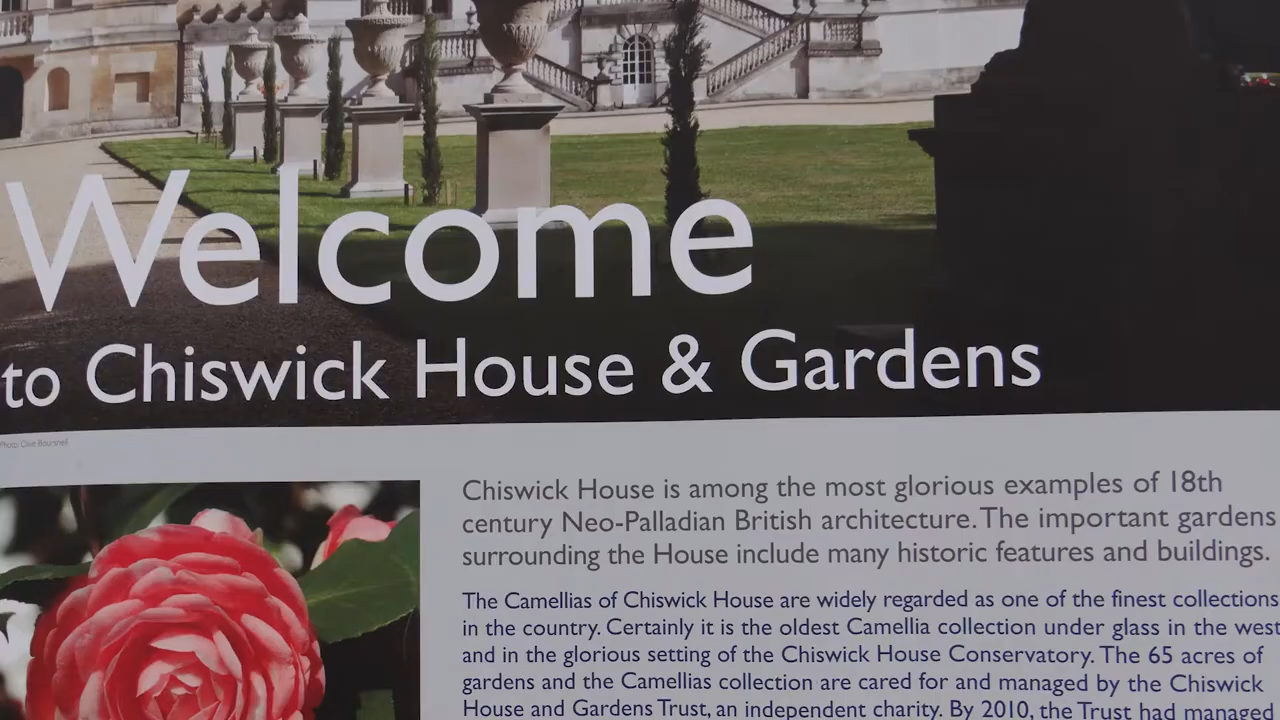 Welcome
to Chiswick House & Gardens
Photo: Clive Boursnell
Chiswick House is among the most glorious examples of 18th
century Neo-Palladian British architecture. The important gardens
surrounding the House include many historic features and buildings.
The Camellias of Chiswick House are widely regarded as one of the finest collections
in the country. Certainly it is the oldest Camellia collection under glass in the west
and in the glorious setting of the Chiswick House Conservatory. The 65 acres of
gardens and the Camellias collection are cared for and managed by the Chiswick
House and Gardens Trust, an independent charity. By 2010, the Trust had managed